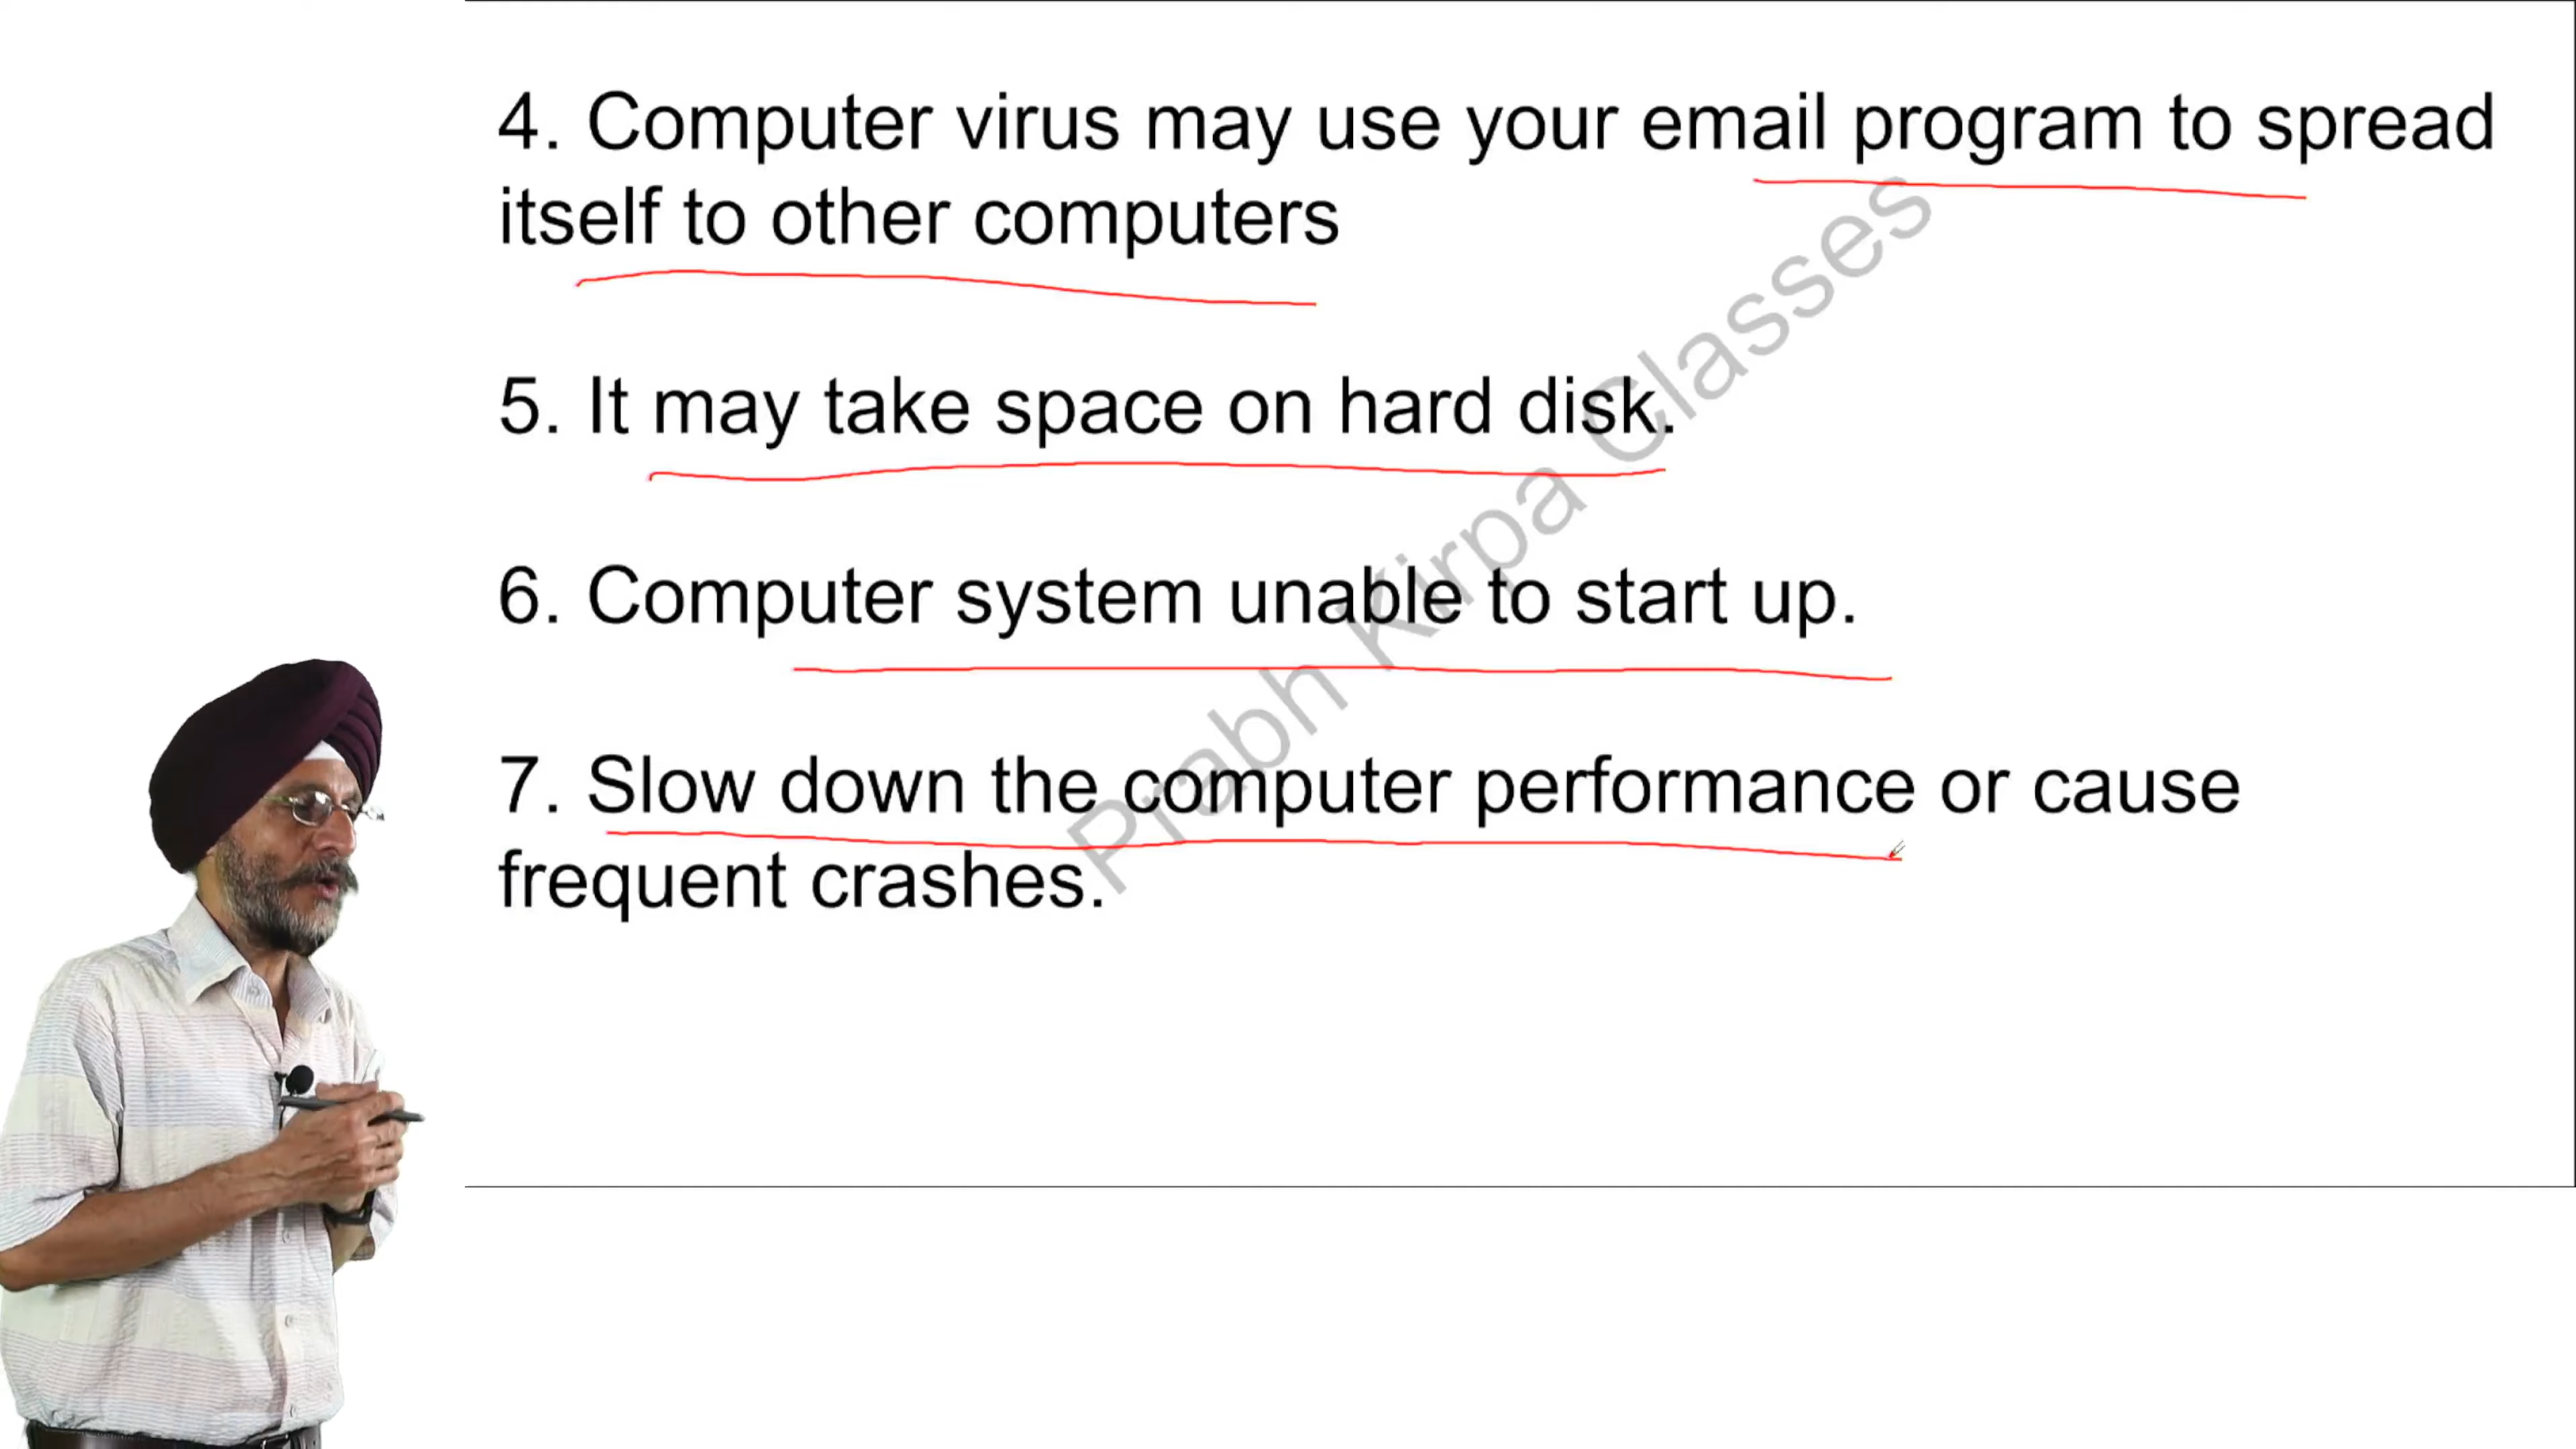 4. Computer virus may use your email program to spread
itself to other computers
5. It may take space on hard disk.
6. Computer system unable to start up.
7. Slow down the computer performance or cause
frequent crashes.
Prabh Kirpa Classes